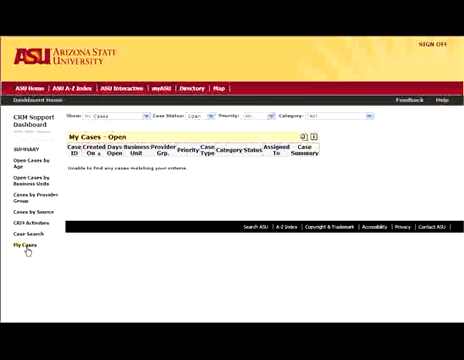 SIGN OFF
ASU ARIZONA STATE
UNIVERSITY
ASU Home ASU A-Z Index ASU Interactive myASU Directory Map
Dashboard Home Feedback Help
CRM Support
Dashboard
Show: My Cases Case Status: Open Priority: All Category: All
My Cases - Open
Case ID Created On Days Open Business Unit Provider Grp. Priority Case Type Category Status Assigned To Case Summary
Unable to find any cases matching your criteria.
SUMMARY
Open Cases by
Age
Open Cases by
Business Units
Cases by Provider
Group
Cases by Source
CRM Activities
Case Search
My Cases
Search ASU A-Z Index Copyright & Trademark Accessibility Privacy Contact ASU